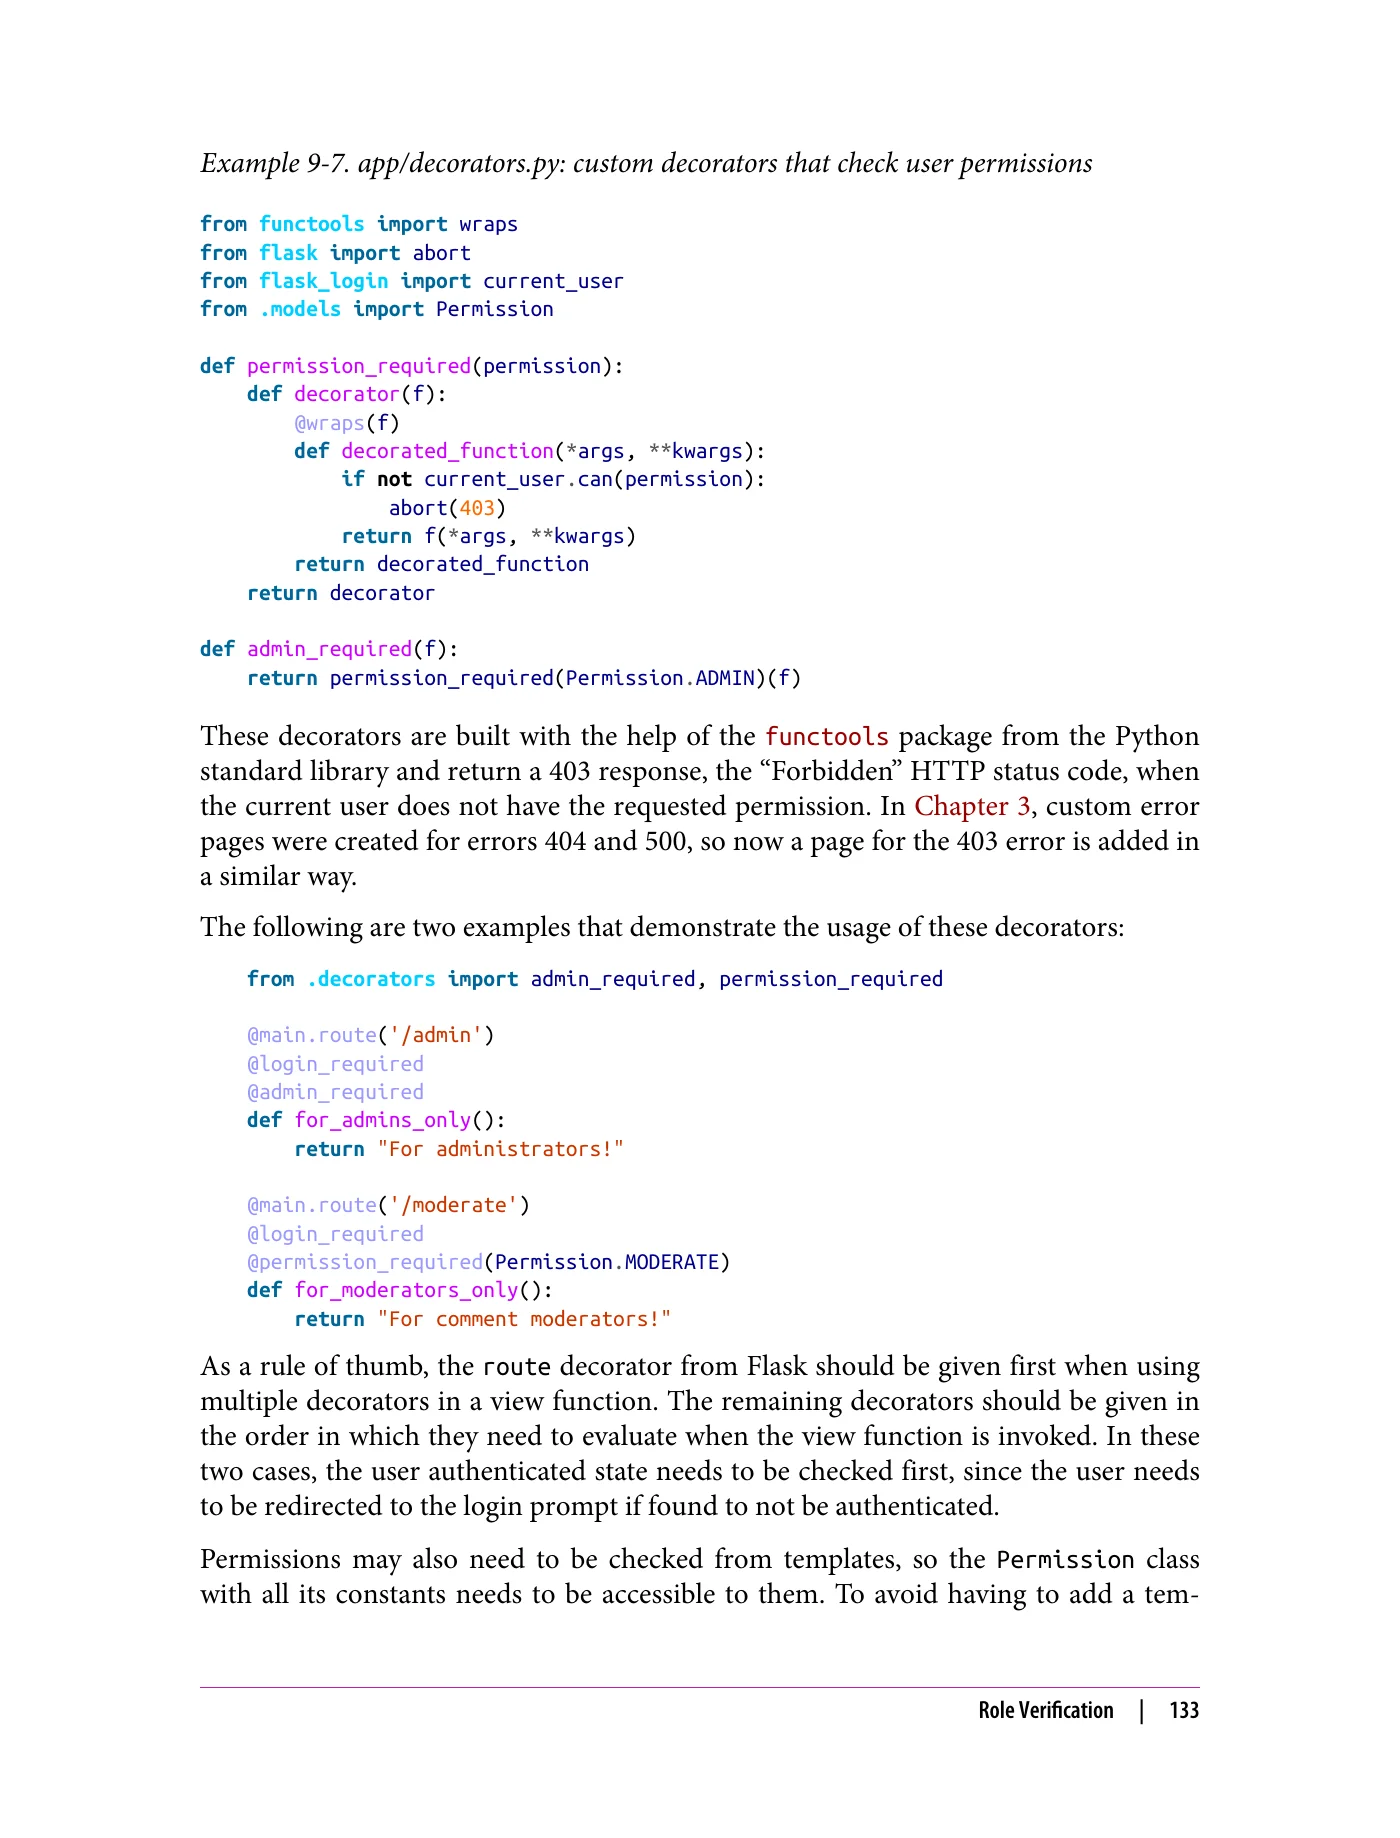 Example 9-7. app/decorators.py: custom decorators that check user permissions
from functools import wraps
from flask import abort
from flask_login import current_user
from .models import Permission
def permission_required(permission):
    def decorator(f):
        @wraps(f)
        def decorated_function(*args, **kwargs):
            if not current_user.can(permission):
                abort(403)
            return f(*args, **kwargs)
        return decorated_function
    return decorator
def admin_required(f):
    return permission_required(Permission.ADMIN)(f)
These decorators are built with the help of the functools package from the Python
standard library and return a 403 response, the “Forbidden” HTTP status code, when
the current user does not have the requested permission. In Chapter 3, custom error
pages were created for errors 404 and 500, so now a page for the 403 error is added in
a similar way.
The following are two examples that demonstrate the usage of these decorators:
from .decorators import admin_required, permission_required
@main.route('/admin')
@login_required
@admin_required
def for_admins_only():
    return "For administrators!"
@main.route('/moderate')
@login_required
@permission_required(Permission.MODERATE)
def for_moderators_only():
    return "For comment moderators!"
As a rule of thumb, the route decorator from Flask should be given first when using
multiple decorators in a view function. The remaining decorators should be given in
the order in which they need to evaluate when the view function is invoked. In these
two cases, the user authenticated state needs to be checked first, since the user needs
to be redirected to the login prompt if found to not be authenticated.
Permissions may also need to be checked from templates, so the Permission class
with all its constants needs to be accessible to them. To avoid having to add a tem-
Role Verification | 133